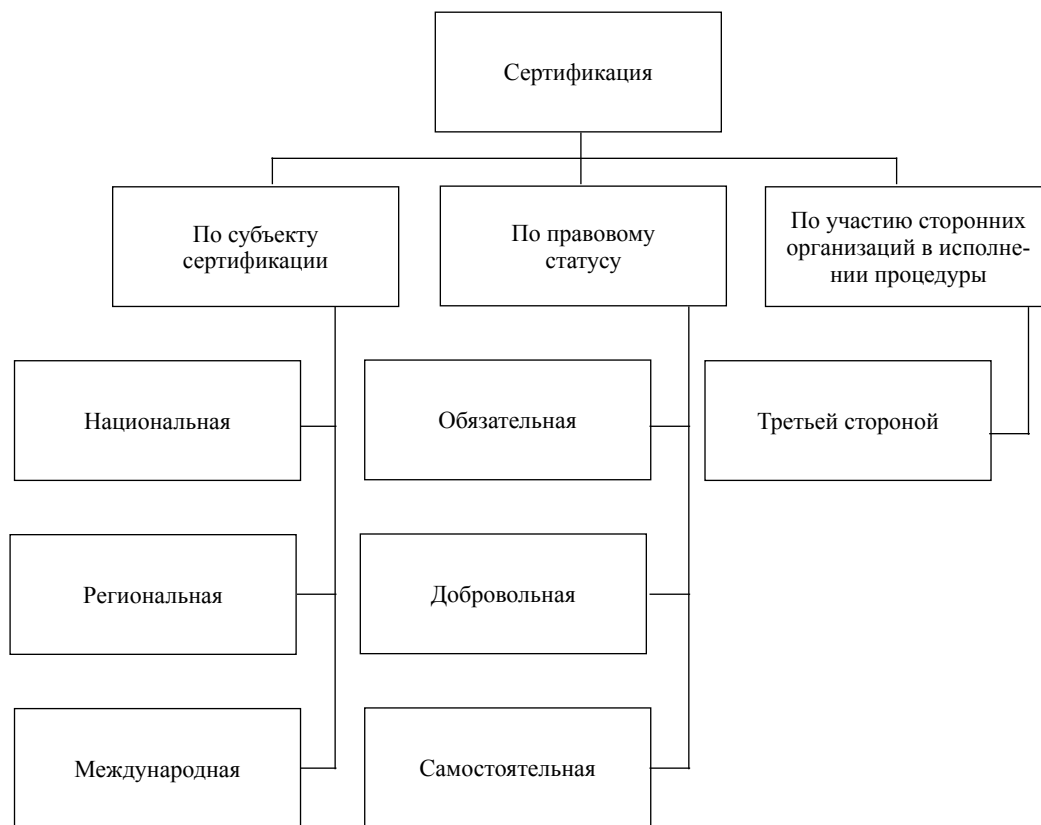 Сертификация
По субъекту
сертификации
По правовому
статусу
По участию сторонних
организаций в исполне-
нии процедуры
Национальная
Обязательная
Третьей стороной
Региональная
Добровольная
Международная
Самостоятельная